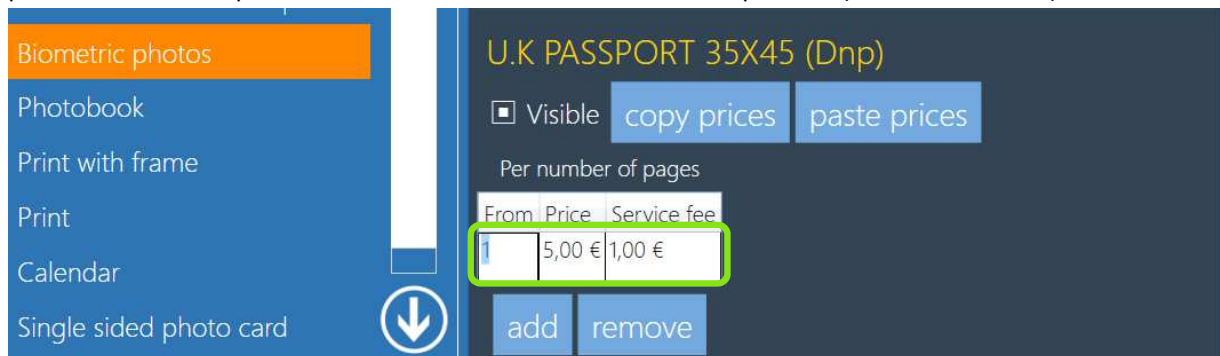 Biometric photos
Photobook
Print with frame
Print
Calendar
Single sided photo card
U.K PASSPORT 35X45 (Dnp)
Visible copy prices paste prices
Per number of pages
From Price Service fee
1 5,00 € 1,00 €
add remove